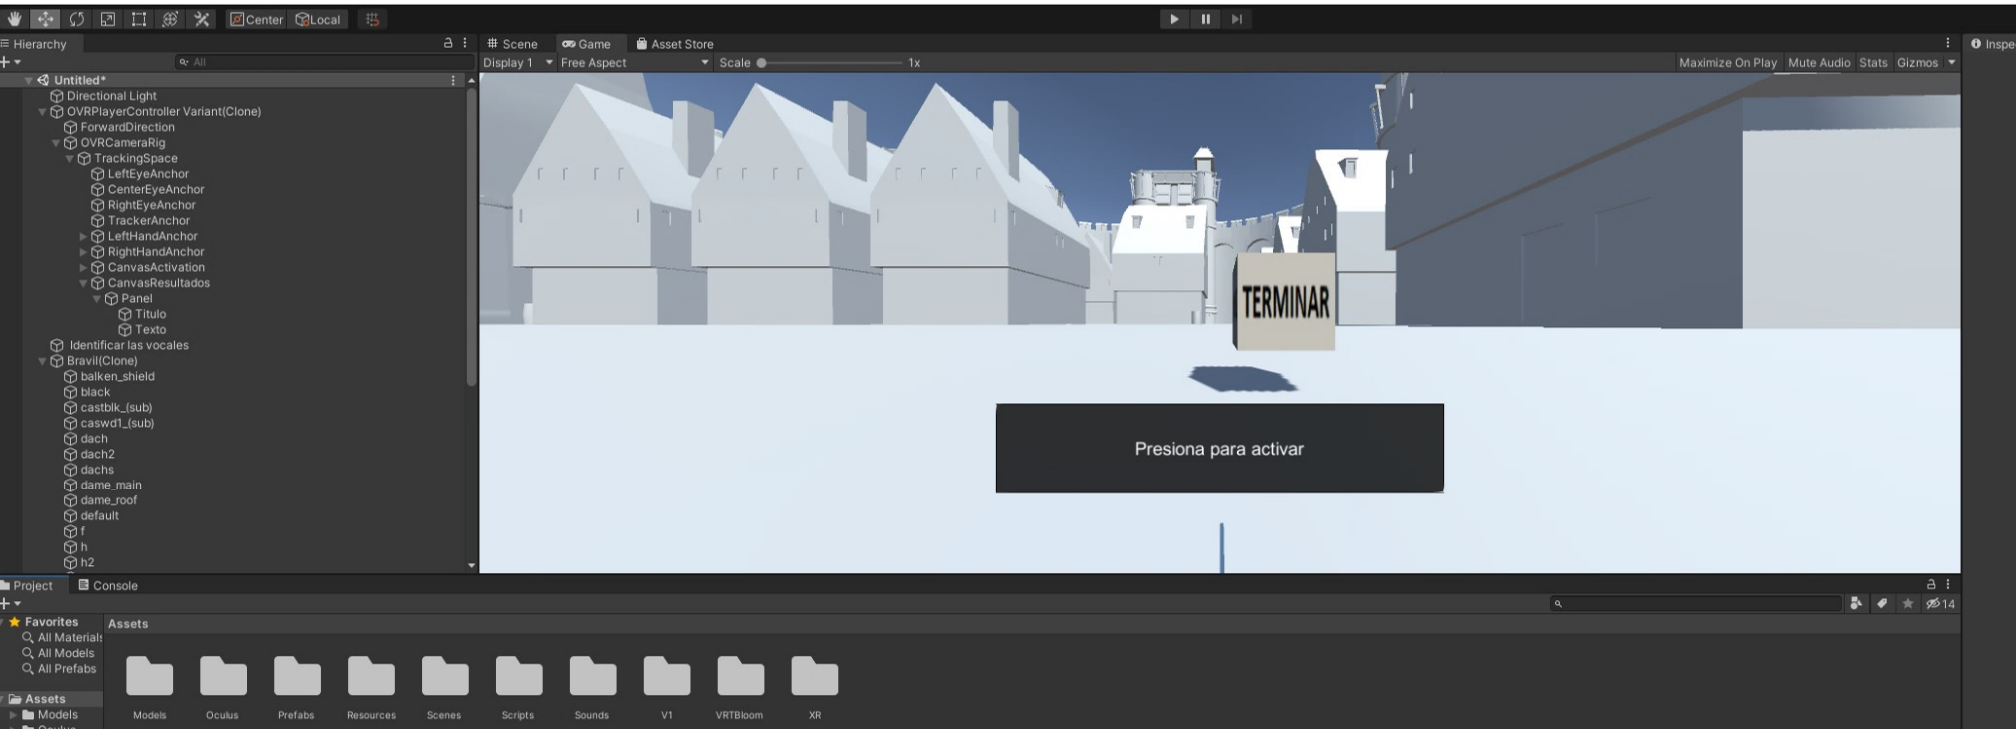 Center Local
Hierarchy
Scene Game Asset Store
Inspe
All
Display 1 Free Aspect Scale 1x
Maximize On Play Mute Audio Stats Gizmos
Untitled*
Directional Light
OVRPlayerController Variant(Clone)
ForwardDirection
OVRCameraRig
TrackingSpace
LeftEyeAnchor
CenterEyeAnchor
RightEyeAnchor
TrackerAnchor
LeftHandAnchor
RightHandAnchor
CanvasActivation
CanvasResultados
Panel
Titulo
Texto
Identificar las vocales
Bravil(Clone)
balken_shield
black
castblk_(sub)
caswd1_(sub)
dach
dach2
dachs
dame_main
dame_roof
default
f
h
h2
TERMINAR
Presiona para activar
Project Console
14
Favorites
All Materials
All Models
All Prefabs
Assets
Models
Oculus
Assets
Models Oculus Prefabs Resources Scenes Scripts Sounds V1 VRTBloom XR